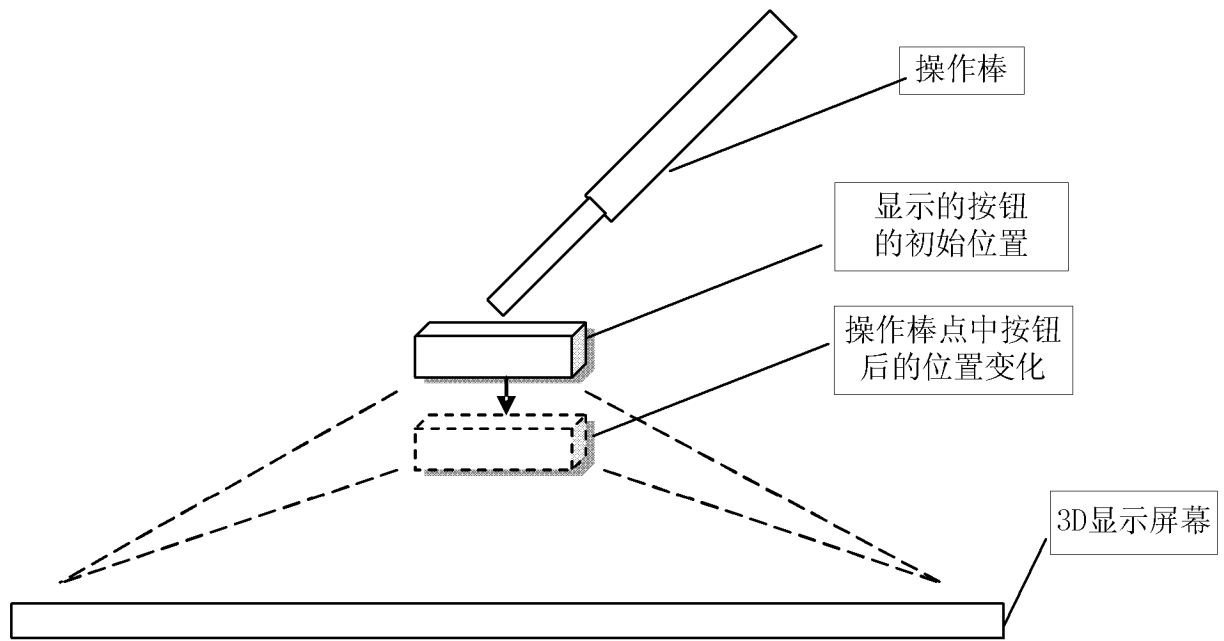 操作棒
显示的按钮
的初始位置
操作棒点中按钮
后的位置变化
3D显示屏幕